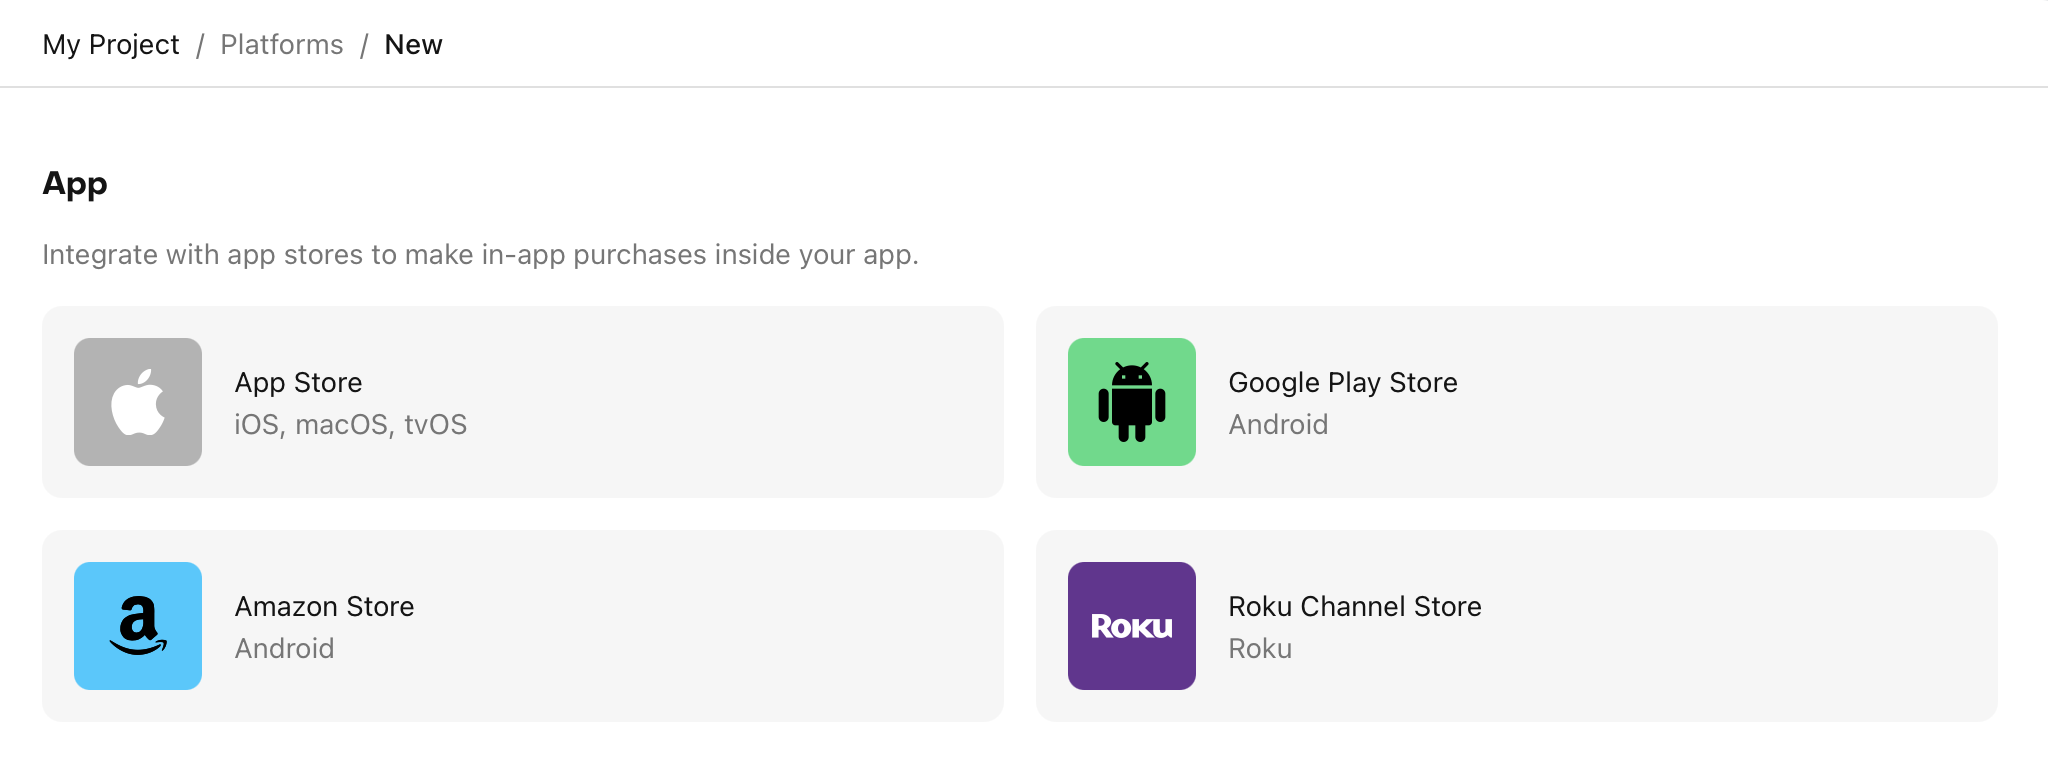 My Project / Platforms / New
App
Integrate with app stores to make in-app purchases inside your app.
App Store
iOS, macOS, tvOS
Google Play Store
Android
a
Amazon Store
Android
Roku
Roku Channel Store
Roku